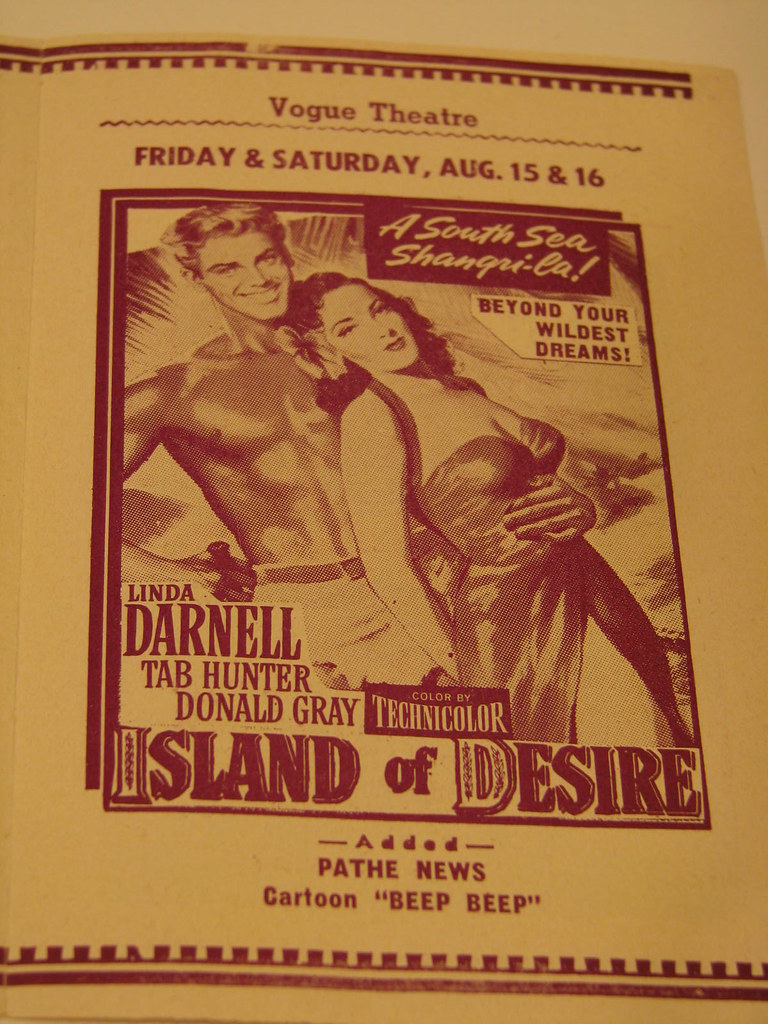 Vogue Theatre
FRIDAY & SATURDAY, AUG. 15 & 16
A South Sea
Shangri-la!
BEYOND YOUR
WILDEST
DREAMS!
LINDA
DARNELL
TAB HUNTER
DONALD GRAY
COLOR BY
TECHNICOLOR
ISLAND OF DESIRE
—Added—
PATHE NEWS
Cartoon "BEEP BEEP"